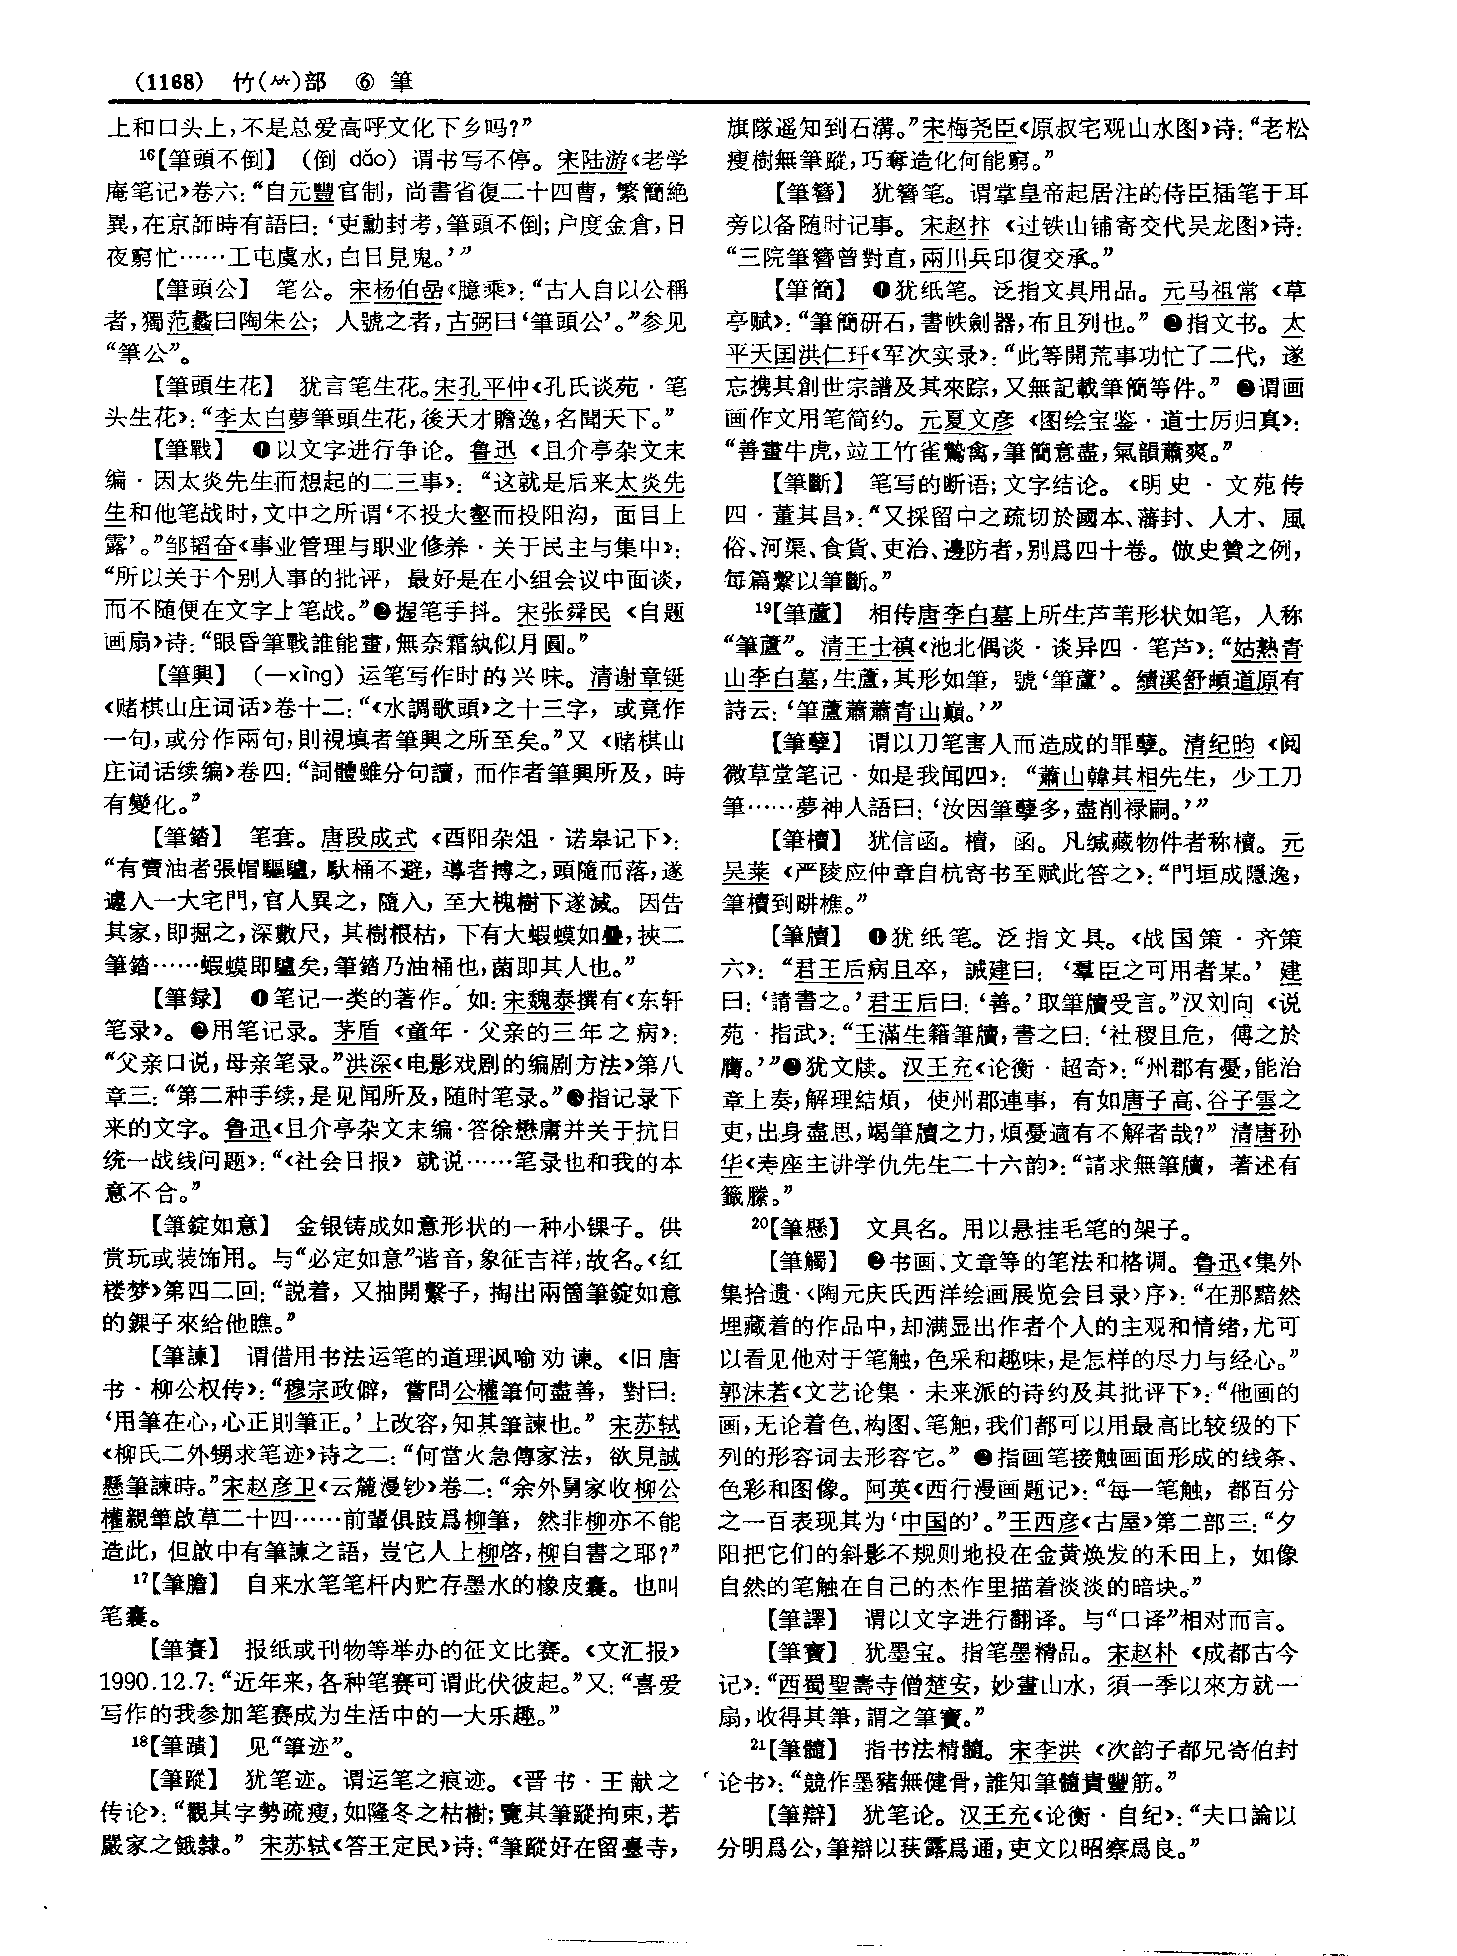 (1168) 竹(⺮)部 ⑥ 筆
上和口头上,不是总爱高呼文化下乡吗?”
16【筆頭不倒】 (倒 dǎo) 谓书写不停。宋陆游《老学
庵笔记》卷六:“自元豐官制,尚書省復二十四曹,繁簡絶
異,在京師時有語曰:‘吏勳封考,筆頭不倒;户度金倉,日
夜窮忙……工屯虞水,白日見鬼。’”
【筆頭公】 笔公。宋杨伯嵒《臆乘》:“古人自以公稱
者,獨范蠡曰陶朱公;人號之者,古弼曰‘筆頭公’。”参见
“筆公”。
【筆頭生花】 犹言笔生花。宋孔平仲《孔氏谈苑·笔
头生花》:“李太白夢筆頭生花,後天才贍逸,名聞天下。”
【筆戰】 ❶以文字进行争论。鲁迅《且介亭杂文末
编·因太炎先生而想起的二三事》:“这就是后来太炎先
生和他笔战时,文中之所谓‘不投大壑而投阳沟,面目上
露’。”邹韬奋《事业管理与职业修养·关于民主与集中》:
“所以关于个别人事的批评,最好是在小组会议中面谈,
而不随便在文字上笔战。”❷握笔手抖。宋张舜民《自题
画扇》诗:“眼昏筆戰誰能畫,無奈霜紈似月圓。”
【筆興】 (—xìng) 运笔写作时的兴味。清谢章铤
《赌棋山庄词话》卷十二:“《水調歌頭》之十三字,或竟作
一句,或分作兩句,則視填者筆興之所至矣。”又《赌棋山
庄词话续编》卷四:“詞體雖分句讀,而作者筆興所及,時
有變化。”
【筆錔】 笔套。唐段成式《酉阳杂俎·诺皋记下》:
“有賣油者張帽驅驢,馱桶不避,導者搏之,頭隨而落,遂
遽入一大宅門,官人異之,隨入,至大槐樹下遂滅。因告
其家,即掘之,深數尺,其樹根枯,下有大蝦蟆如疊,挾二
筆錔……蝦蟆即驢矣,筆錔乃油桶也,菌即其人也。”
【筆録】 ❶笔记一类的著作。如:宋魏泰撰有《东轩
笔录》。❷用笔记录。茅盾《童年·父亲的三年之病》:
“父亲口说,母亲笔录。”洪深《电影戏剧的编剧方法》第八
章三:“第二种手续,是见闻所及,随时笔录。”❸指记录下
来的文字。鲁迅《且介亭杂文末编·答徐懋庸并关于抗日
统一战线问题》:“《社会日报》就说……笔录也和我的本
意不合。”
【筆錠如意】 金银铸成如意形状的一种小锞子。供
赏玩或装饰用。与“必定如意”谐音,象征吉祥,故名。《红
楼梦》第四二回:“説着,又抽開繫子,掏出兩箇筆錠如意
的錁子來給他瞧。”
【筆諫】 谓借用书法运笔的道理讽喻劝谏。《旧唐
书·柳公权传》:“穆宗政僻,嘗問公權筆何盡善,對曰:
‘用筆在心,心正則筆正。’上改容,知其筆諫也。”宋苏轼
《柳氏二外甥求笔迹》诗之二:“何當火急傳家法,欲見誠
懸筆諫時。”宋赵彦卫《云麓漫钞》卷二:“余外舅家收柳公
權親筆啟草二十四……前輩俱跋爲柳筆,然非柳亦不能
造此,但啟中有筆諫之語,豈它人上柳啓,柳自書之耶?”
17【筆膽】 自来水笔笔杆内贮存墨水的橡皮囊。也叫
笔囊。
【筆賽】 报纸或刊物等举办的征文比赛。《文汇报》
1990.12.7:“近年来,各种笔赛可谓此伏彼起。”又:“喜爱
写作的我参加笔赛成为生活中的一大乐趣。”
18【筆蹟】 见“筆迹”。
【筆蹤】 犹笔迹。谓运笔之痕迹。《晋书·王献之
传论》:“觀其字勢疏瘦,如隆冬之枯樹;覽其筆蹤拘束,若
嚴家之餓隸。”宋苏轼《答王定民》诗:“筆蹤好在留臺寺,
旗隊遥知到石溝。”宋梅尧臣《原叔宅观山水图》诗:“老松
瘦樹無筆蹤,巧奪造化何能窮。”
【筆簪】 犹簪笔。谓掌皇帝起居注的侍臣插笔于耳
旁以备随时记事。宋赵抃《过铁山铺寄交代吴龙图》诗:
“三院筆簪曾對直,兩川兵印復交承。”
【筆簡】 ❶犹纸笔。泛指文具用品。元马祖常《草
亭赋》:“筆簡研石,書帙劍器,布且列也。”❷指文书。太
平天国洪仁玕《军次实录》:“此等開荒事功忙了二代,遂
忘携其創世宗譜及其來踪,又無記載筆簡等件。”❸谓画
画作文用笔简约。元夏文彦《图绘宝鉴·道士厉归真》:
“善畫牛虎,竝工竹雀鷙禽,筆簡意盡,氣韻蕭爽。”
【筆斷】 笔写的断语;文字结论。《明史·文苑传
四·董其昌》:“又採留中之疏切於國本、藩封、人才、風
俗、河渠、食貨、吏治、邊防者,别爲四十卷。倣史贊之例,
每篇繫以筆斷。”
19【筆蘆】 相传唐李白墓上所生芦苇形状如笔,人称
“筆蘆”。清王士禛《池北偶谈·谈异四·笔芦》:“姑熟青
山李白墓,生蘆,其形如筆,號‘筆蘆’。績溪舒頔道原有
詩云:‘筆蘆蕭蕭青山巔。’”
【筆孽】 谓以刀笔害人而造成的罪孽。清纪昀《阅
微草堂笔记·如是我闻四》:“蕭山韓其相先生,少工刀
筆……夢神人語曰:‘汝因筆孽多,盡削禄嗣。’”
【筆櫝】 犹信函。櫝,函。凡缄藏物件者称櫝。元
吴莱《严陵应仲章自杭寄书至赋此答之》:“門垣成隱逸,
筆櫝到畊樵。”
【筆牘】 ❶犹纸笔。泛指文具。《战国策·齐策
六》:“君王后病且卒,誡建曰:‘羣臣之可用者某。’建
曰:‘請書之。’君王后曰:‘善。’取筆牘受言。”汉刘向《说
苑·指武》:“王滿生籍筆牘,書之曰:‘社稷且危,傅之於
膺。’”❷犹文牍。汉王充《论衡·超奇》:“州郡有憂,能治
章上奏,解理結煩,使州郡連事,有如唐子高、谷子雲之
吏,出身盡思,竭筆牘之力,煩憂適有不解者哉?”清唐孙
华《寿座主讲学仇先生二十六韵》:“請求無筆牘,著述有
籖縢。”
20【筆懸】 文具名。用以悬挂毛笔的架子。
【筆觸】 ❶书画、文章等的笔法和格调。鲁迅《集外
集拾遗·〈陶元庆氏西洋绘画展览会目录〉序》:“在那黯然
埋藏着的作品中,却满显出作者个人的主观和情绪,尤可
以看见他对于笔触,色采和趣味,是怎样的尽力与经心。”
郭沫若《文艺论集·未来派的诗约及其批评下》:“他画的
画,无论着色、构图、笔触,我们都可以用最高比较级的下
列的形容词去形容它。”❷指画笔接触画面形成的线条、
色彩和图像。阿英《西行漫画题记》:“每一笔触,都百分
之一百表现其为‘中国的’。”王西彦《古屋》第二部三:“夕
阳把它们的斜影不规则地投在金黄焕发的禾田上,如像
自然的笔触在自己的杰作里描着淡淡的暗块。”
【筆譯】 谓以文字进行翻译。与“口译”相对而言。
【筆寶】 犹墨宝。指笔墨精品。宋赵朴《成都古今
记》:“西蜀聖壽寺僧楚安,妙畫山水,須一季以來方就一
扇,收得其筆,謂之筆寶。”
21【筆髓】 指书法精髓。宋李洪《次韵子都兄寄伯封
论书》:“競作墨豬無健骨,誰知筆髓貴豐筋。”
【筆辯】 犹笔论。汉王充《论衡·自纪》:“夫口論以
分明爲公,筆辯以荴露爲通,吏文以昭察爲良。”